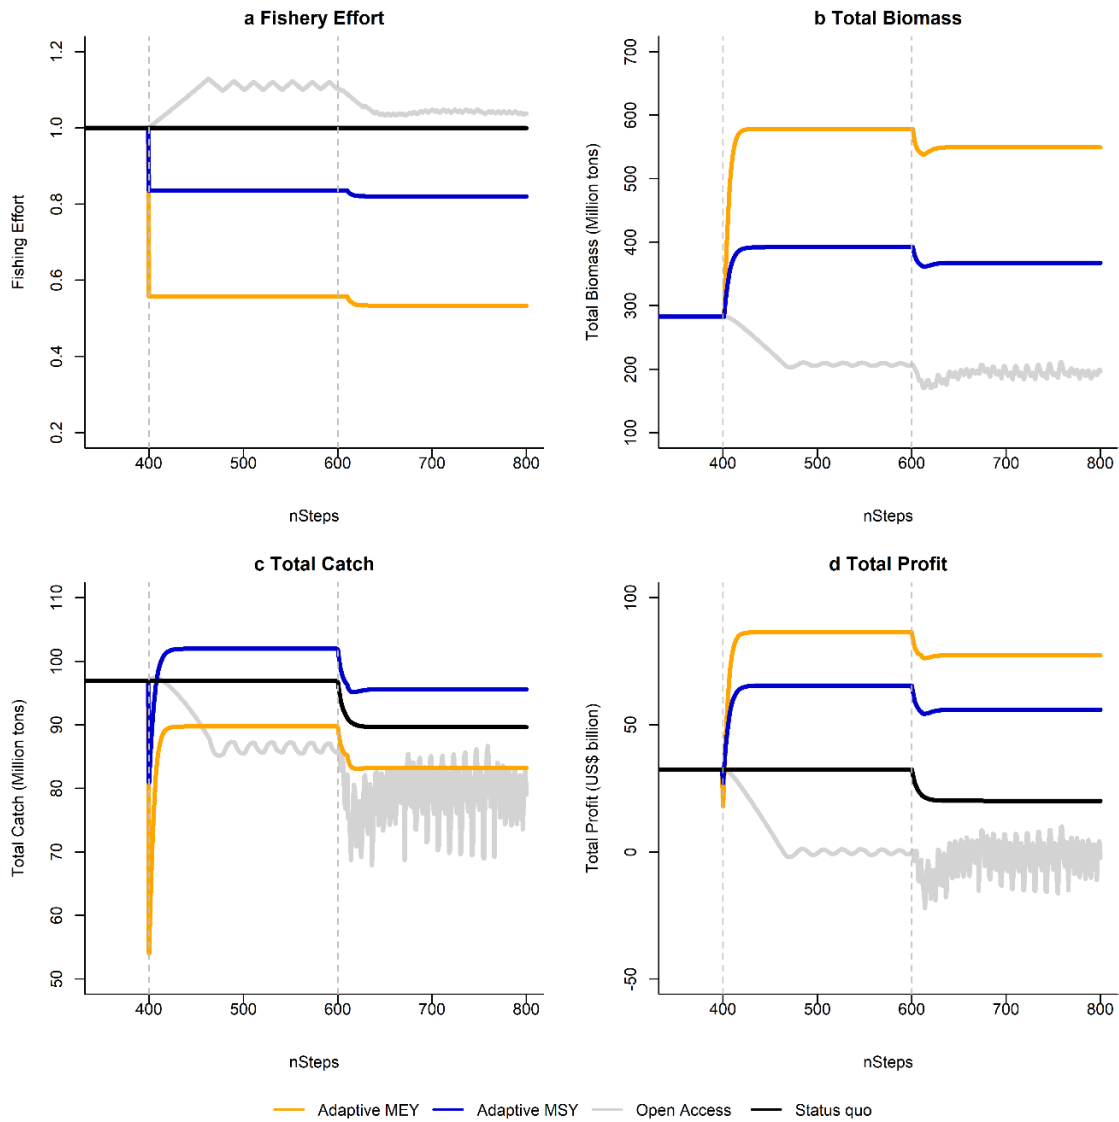 a Fishery Effort
Fishing Effort
1.2
1.0
0.8
0.6
0.4
0.2
400 500 600 700 800
nSteps
b Total Biomass
Total Biomass (Million tons)
700
600
500
400
300
200
100
400 500 600 700 800
nSteps
c Total Catch
Total Catch (Million tons)
110
100
90
80
70
60
50
400 500 600 700 800
nSteps
d Total Profit
Total Profit (US$ billion)
100
50
0
-50
400 500 600 700 800
nSteps
Adaptive MEY Adaptive MSY Open Access Status quo